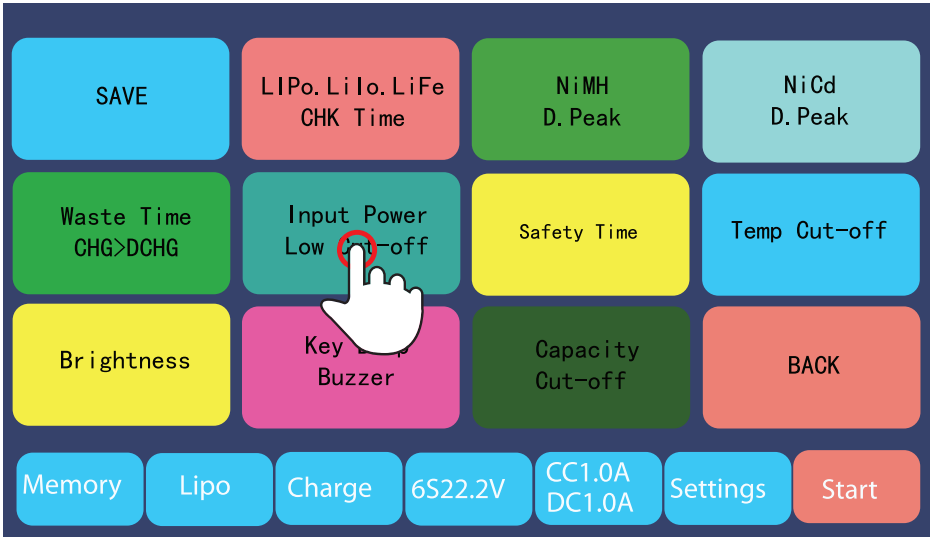 SAVE
LIPo.LiIo.LiFe
CHK Time
NiMH
D.Peak
NiCd
D.Peak
Waste Time
CHG>DCHG
Input Power
Low Cut-off
Safety Time
Temp Cut-off
Brightness
Key
Buzzer
Capacity
Cut-off
BACK
Memory
Lipo
Charge
6S22.2V
CC1.0A
DC1.0A
Settings
Start